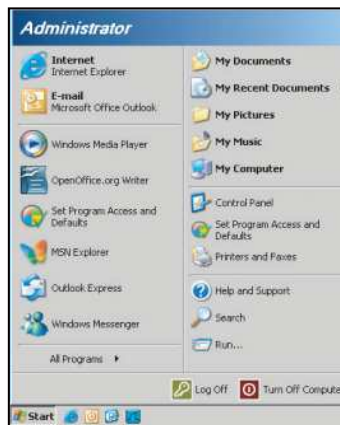 Administrator
Internet
Internet Explorer
E-mail
Microsoft Office Outlook
Windows Media Player
OpenOffice.org Writer
Set Program Access and
Defaults
MSN Explorer
Outlook Express
Windows Messenger
All Programs
My Documents
My Recent Documents
My Pictures
My Music
My Computer
Control Panel
Set Program Access and
Defaults
Printers and Faxes
Help and Support
Search
Run...
Log Off
Turn Off Compute
Start